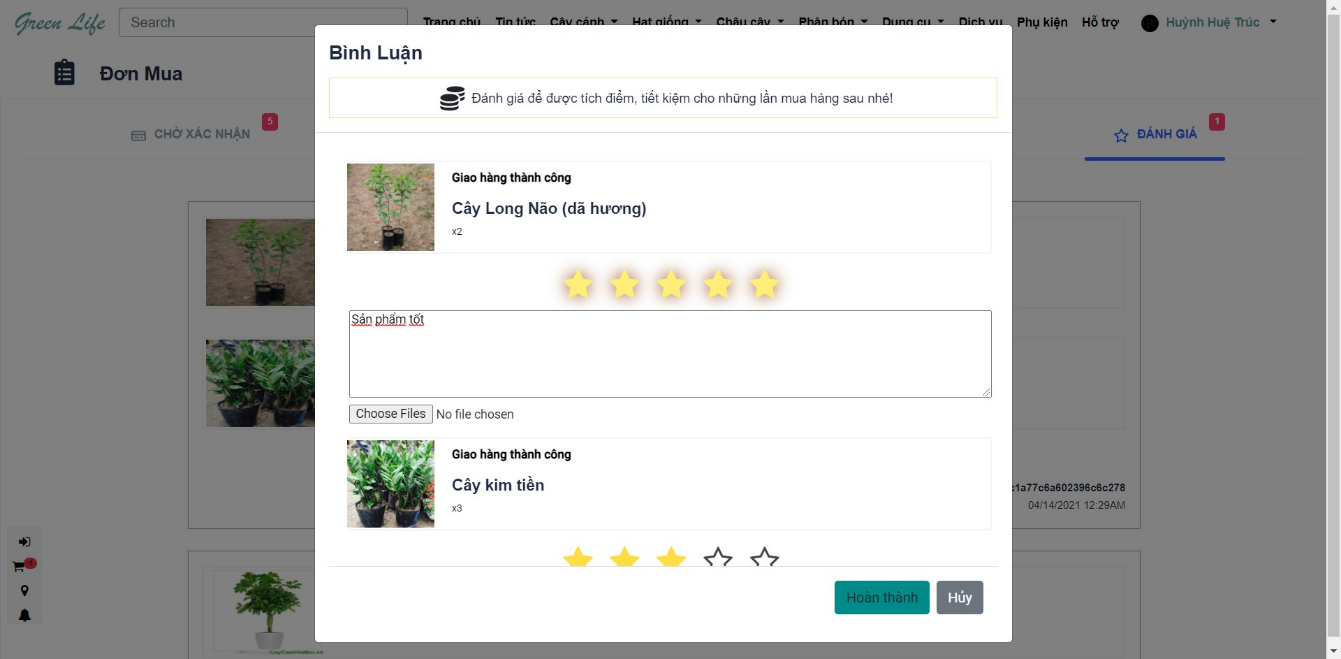 Green Life Search Trang chủ Tin tức Cây cảnh Hạt giống Chậu cây Phân bón Dụng cụ Dịch vụ Phụ kiện Hỗ trợ Huỳnh Huệ Trúc
Bình Luận
Đơn Mua
Đánh giá để được tích điểm, tiết kiệm cho những lần mua hàng sau nhé!
CHỜ XÁC NHẬN 5
ĐÁNH GIÁ 1
Giao hàng thành công
Cây Long Não (dã hương)
x2
Sản phẩm tốt
Choose Files No file chosen
Giao hàng thành công
Cây kim tiền
x3
c1a77c6a602396c6c278
04/14/2021 12:29AM
1
Hoàn thành Hủy